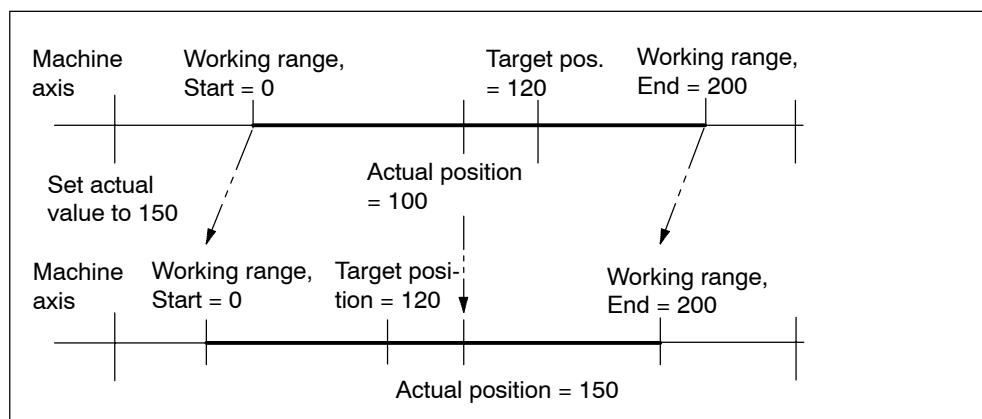 Machine
axis
Working range,
Start = 0
Target pos.
= 120
Working range,
End = 200
Set actual
value to 150
Actual position
= 100
Machine
axis
Working range,
Start = 0
Target posi-
tion = 120
Working range,
End = 200
Actual position = 150